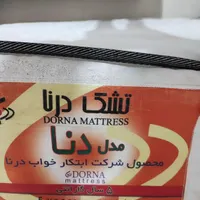 تشک درنا
DORNA MATTRESS
مدل دنا
محصول شرکت ابتکار خواب درنا
DORNA
mattress